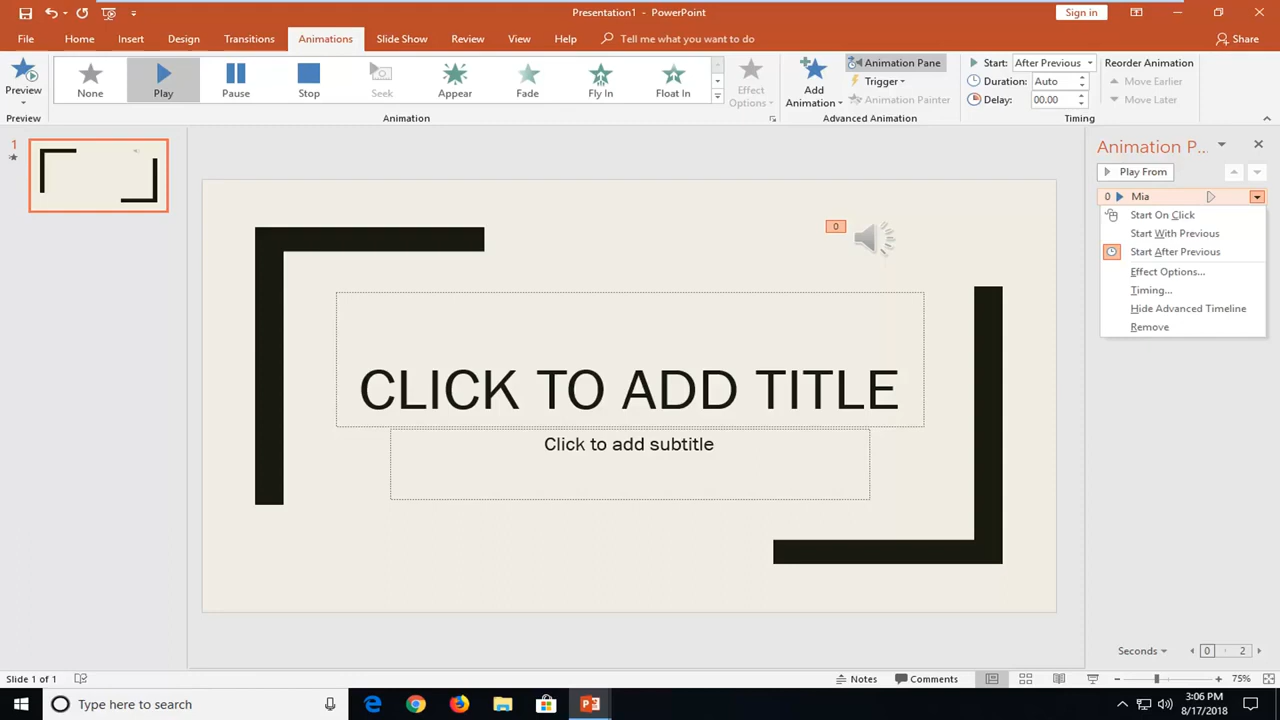 Presentation1 - PowerPoint
Sign in
File Home Insert Design Transitions Animations Slide Show Review View Help Tell me what you want to do Share
Preview
None Play Pause Stop Seek Appear Fade Fly In Float In
Effect Options
Add Animation
Animation Pane
Trigger
Animation Painter
Start: After Previous
Duration: Auto
Delay: 00.00
Reorder Animation
Move Earlier
Move Later
Preview Animation Advanced Animation Timing
1
Animation P...
Play From
0 Mia
Start On Click
Start With Previous
Start After Previous
Effect Options...
Timing...
Hide Advanced Timeline
Remove
0
CLICK TO ADD TITLE
Click to add subtitle
Seconds 0 2
Slide 1 of 1 Notes Comments 75%
Type here to search
3:06 PM
8/17/2018